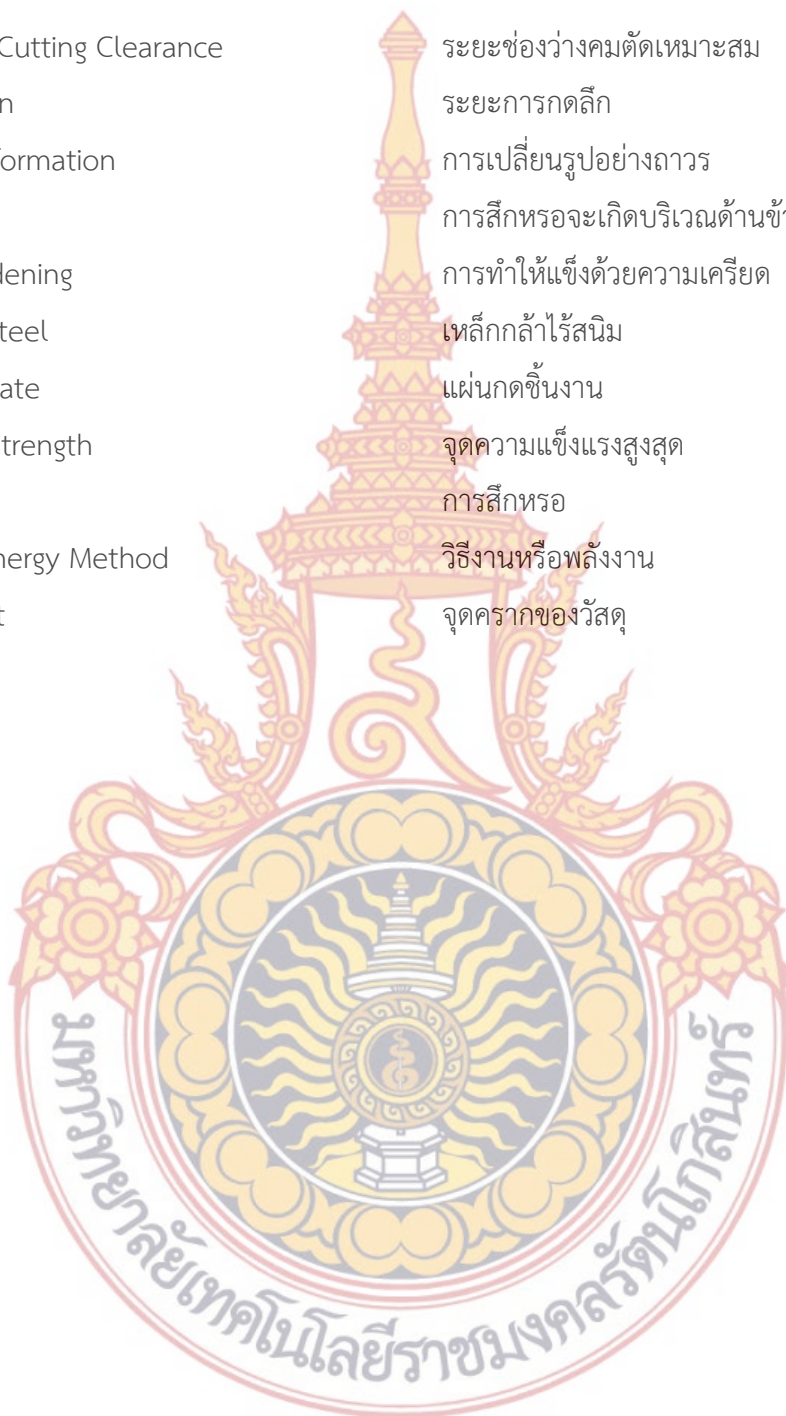 Cutting Clearance ระยะช่องว่างคมตัดเหมาะสม
n ระยะการกดลึก
formation การเปลี่ยนรูปอย่างถาวร
การสึกหรอจะเกิดบริเวณด้านข้า
dening การทำให้แข็งด้วยความเครียด
teel เหล็กกล้าไร้สนิม
ate แผ่นกดชิ้นงาน
trength จุดความแข็งแรงสูงสุด
การสึกหรอ
nergy Method วิธีงานหรือพลังงาน
t จุดครากของวัสดุ
มหาวิทยาลัยเทคโนโลยีราชมงคลรัตนโกสินทร์